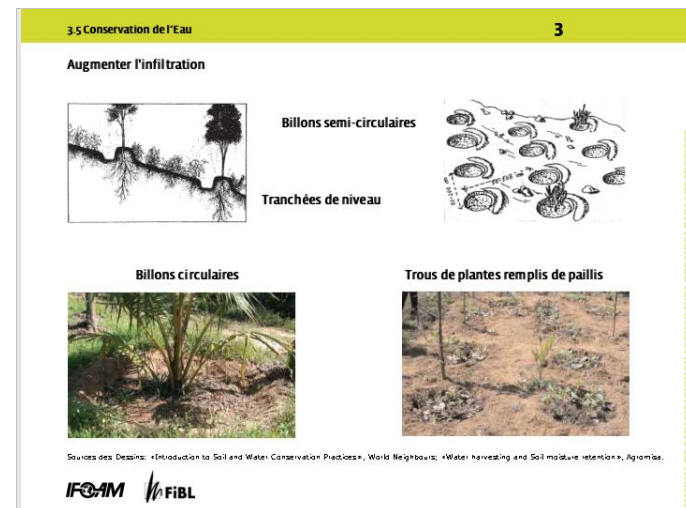 3.5 Conservation de l'Eau 3
Augmenter l'infiltration
Billons semi-circulaires
Tranchées de niveau
Billons circulaires
Trous de plantes remplis de paillis
Sources des Dessins: «Introduction to Soil and Water Conservation Practices», World Neighbours; «Water harvesting and Soil moisture retention», Agromisa.
IFOAM FiBL